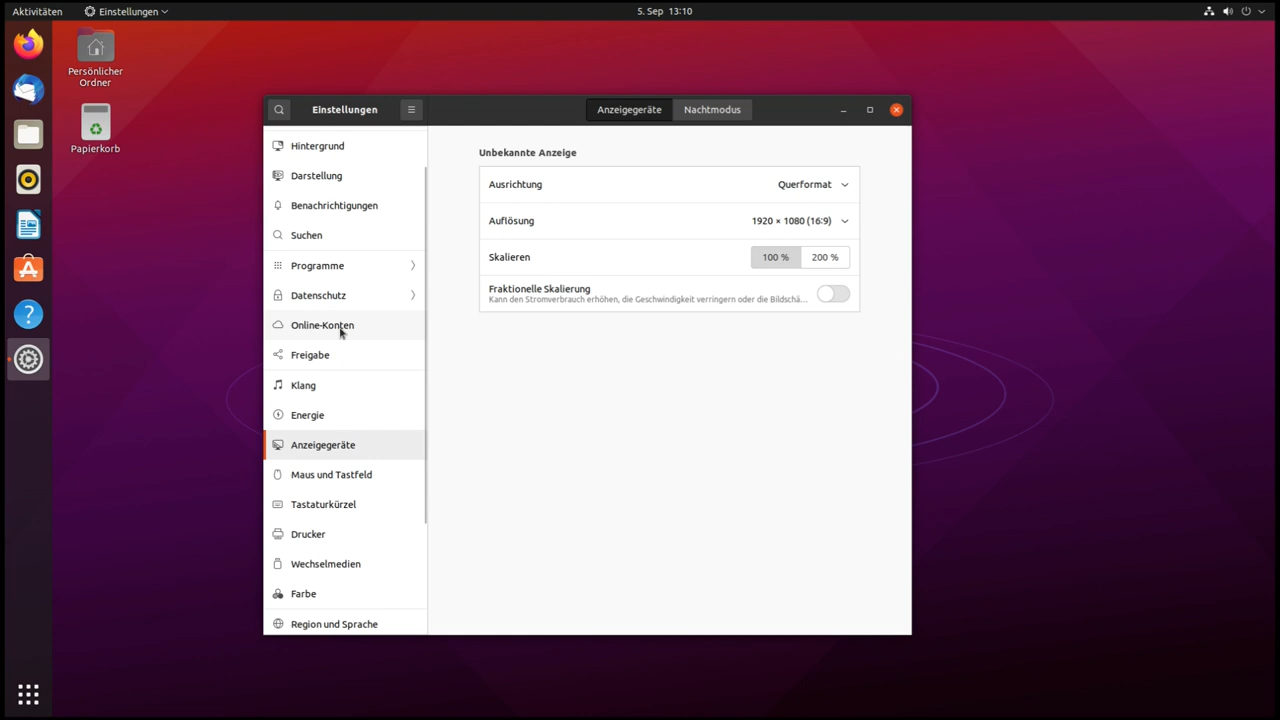 Aktivitäten
Einstellungen
5. Sep 13:10
Persönlicher
Ordner
Papierkorb
Einstellungen
Anzeigegeräte
Nachtmodus
Hintergrund
Darstellung
Benachrichtigungen
Suchen
Programme
Datenschutz
Online-Konten
Freigabe
Klang
Energie
Anzeigegeräte
Maus und Tastfeld
Tastaturkürzel
Drucker
Wechselmedien
Farbe
Region und Sprache
Unbekannte Anzeige
Ausrichtung
Querformat
Auflösung
1920 × 1080 (16:9)
Skalieren
100 %
200 %
Fraktionelle Skalierung
Kann den Stromverbrauch erhöhen, die Geschwindigkeit verringern oder die Bildschä...